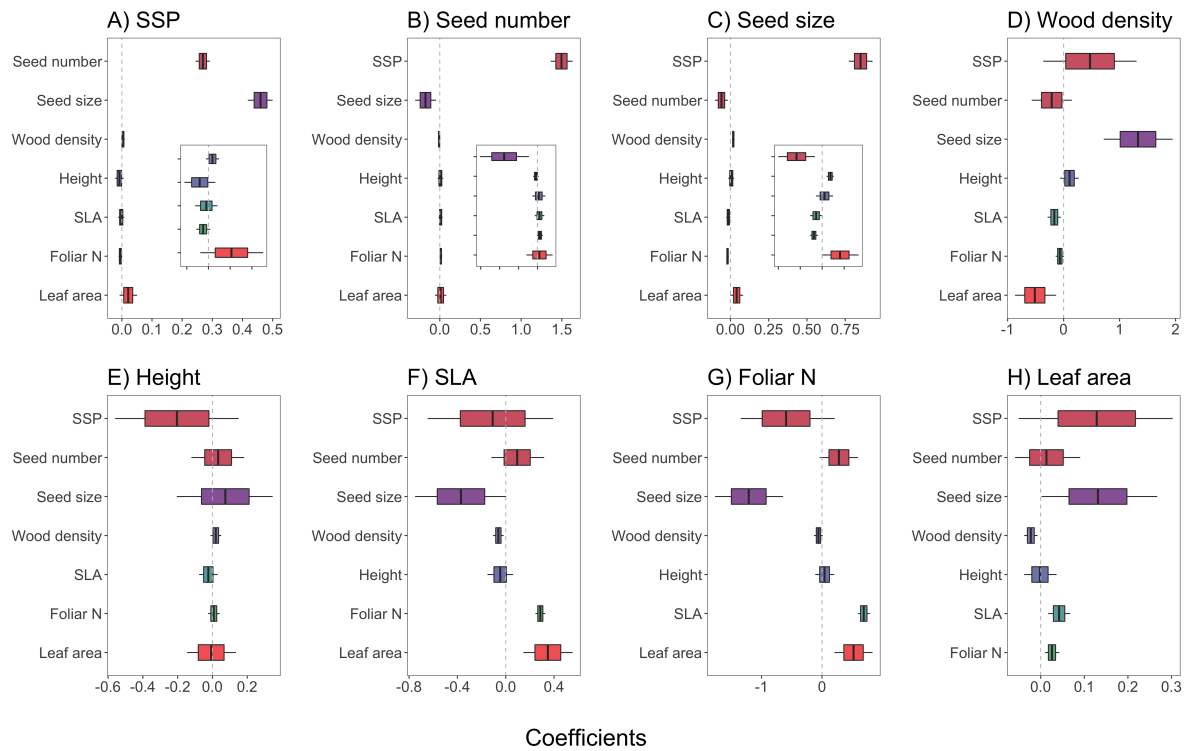 A) SSP
Seed number
Seed size
Wood density
Height
SLA
Foliar N
Leaf area
0.0 0.1 0.2 0.3 0.4 0.5
B) Seed number
SSP
Seed size
Wood density
Height
SLA
Foliar N
Leaf area
0.0 0.5 1.0 1.5
C) Seed size
SSP
Seed number
Wood density
Height
SLA
Foliar N
Leaf area
0.00 0.25 0.50 0.75
D) Wood density
SSP
Seed number
Seed size
Height
SLA
Foliar N
Leaf area
-1 0 1 2
E) Height
SSP
Seed number
Seed size
Wood density
SLA
Foliar N
Leaf area
-0.6 -0.4 -0.2 0.0 0.2
F) SLA
SSP
Seed number
Seed size
Wood density
Height
Foliar N
Leaf area
-0.8 -0.4 0.0 0.4
G) Foliar N
SSP
Seed number
Seed size
Wood density
Height
SLA
Leaf area
-1 0
H) Leaf area
SSP
Seed number
Seed size
Wood density
Height
SLA
Foliar N
0.0 0.1 0.2 0.3
Coefficients